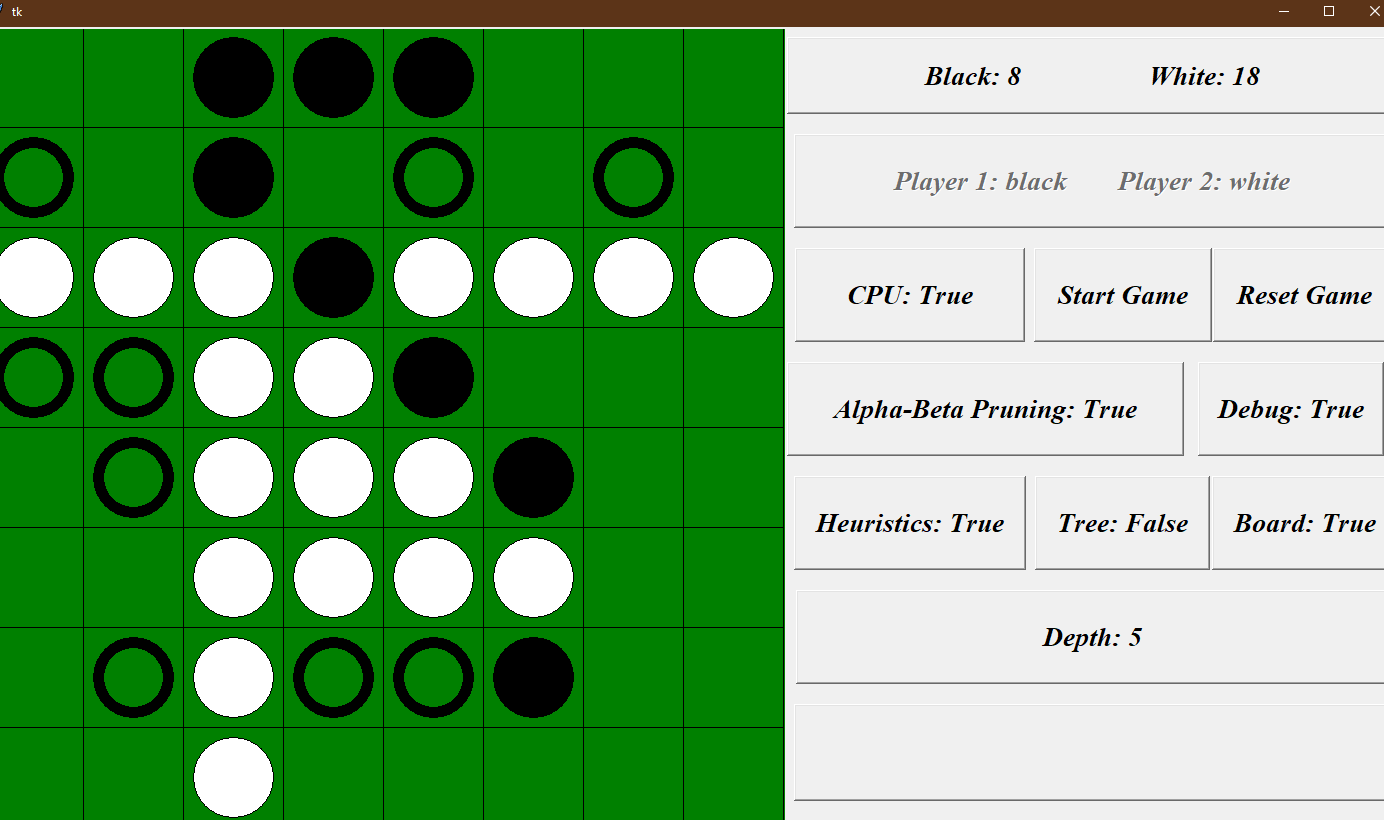 tk
Black: 8 White: 18
Player 1: black Player 2: white
CPU: True Start Game Reset Game
Alpha-Beta Pruning: True Debug: True
Heuristics: True Tree: False Board: True
Depth: 5